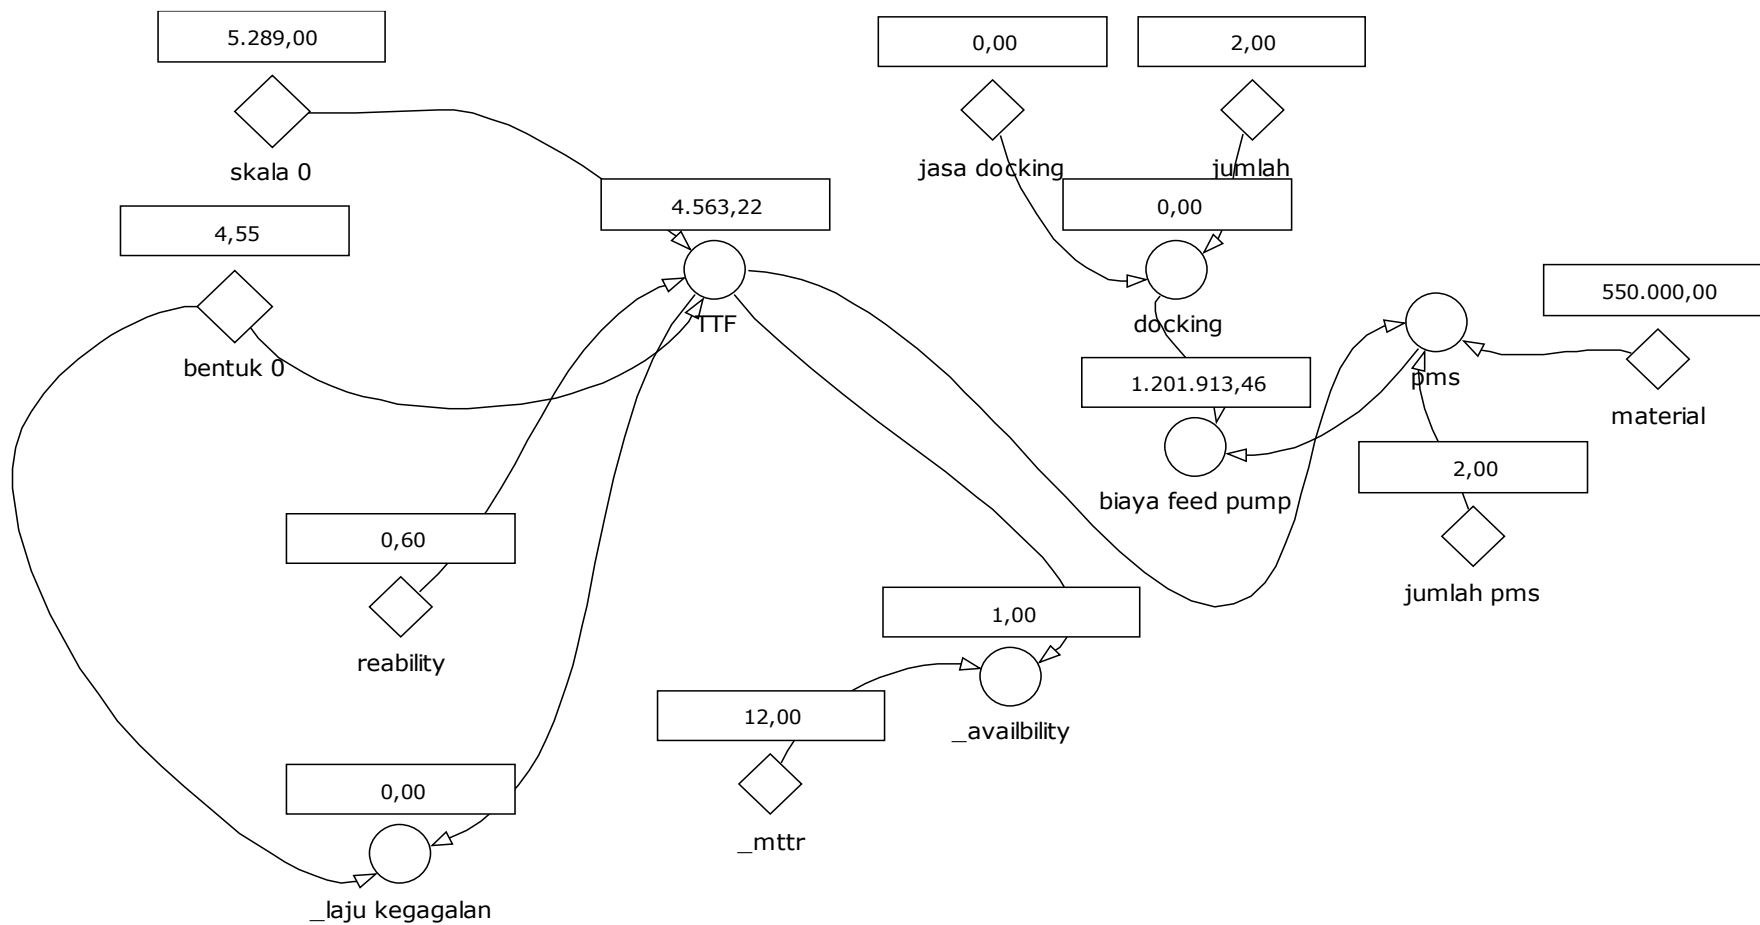 5.289,00
skala 0
4,55
bentuk 0
4.563,22
TTF
0,60
reability
0,00
_laju kegagalan
12,00
_mttr
1,00
_availbility
0,00
jasa docking
2,00
jumlah
0,00
docking
1.201.913,46
biaya feed pump
pms
550.000,00
material
2,00
jumlah pms